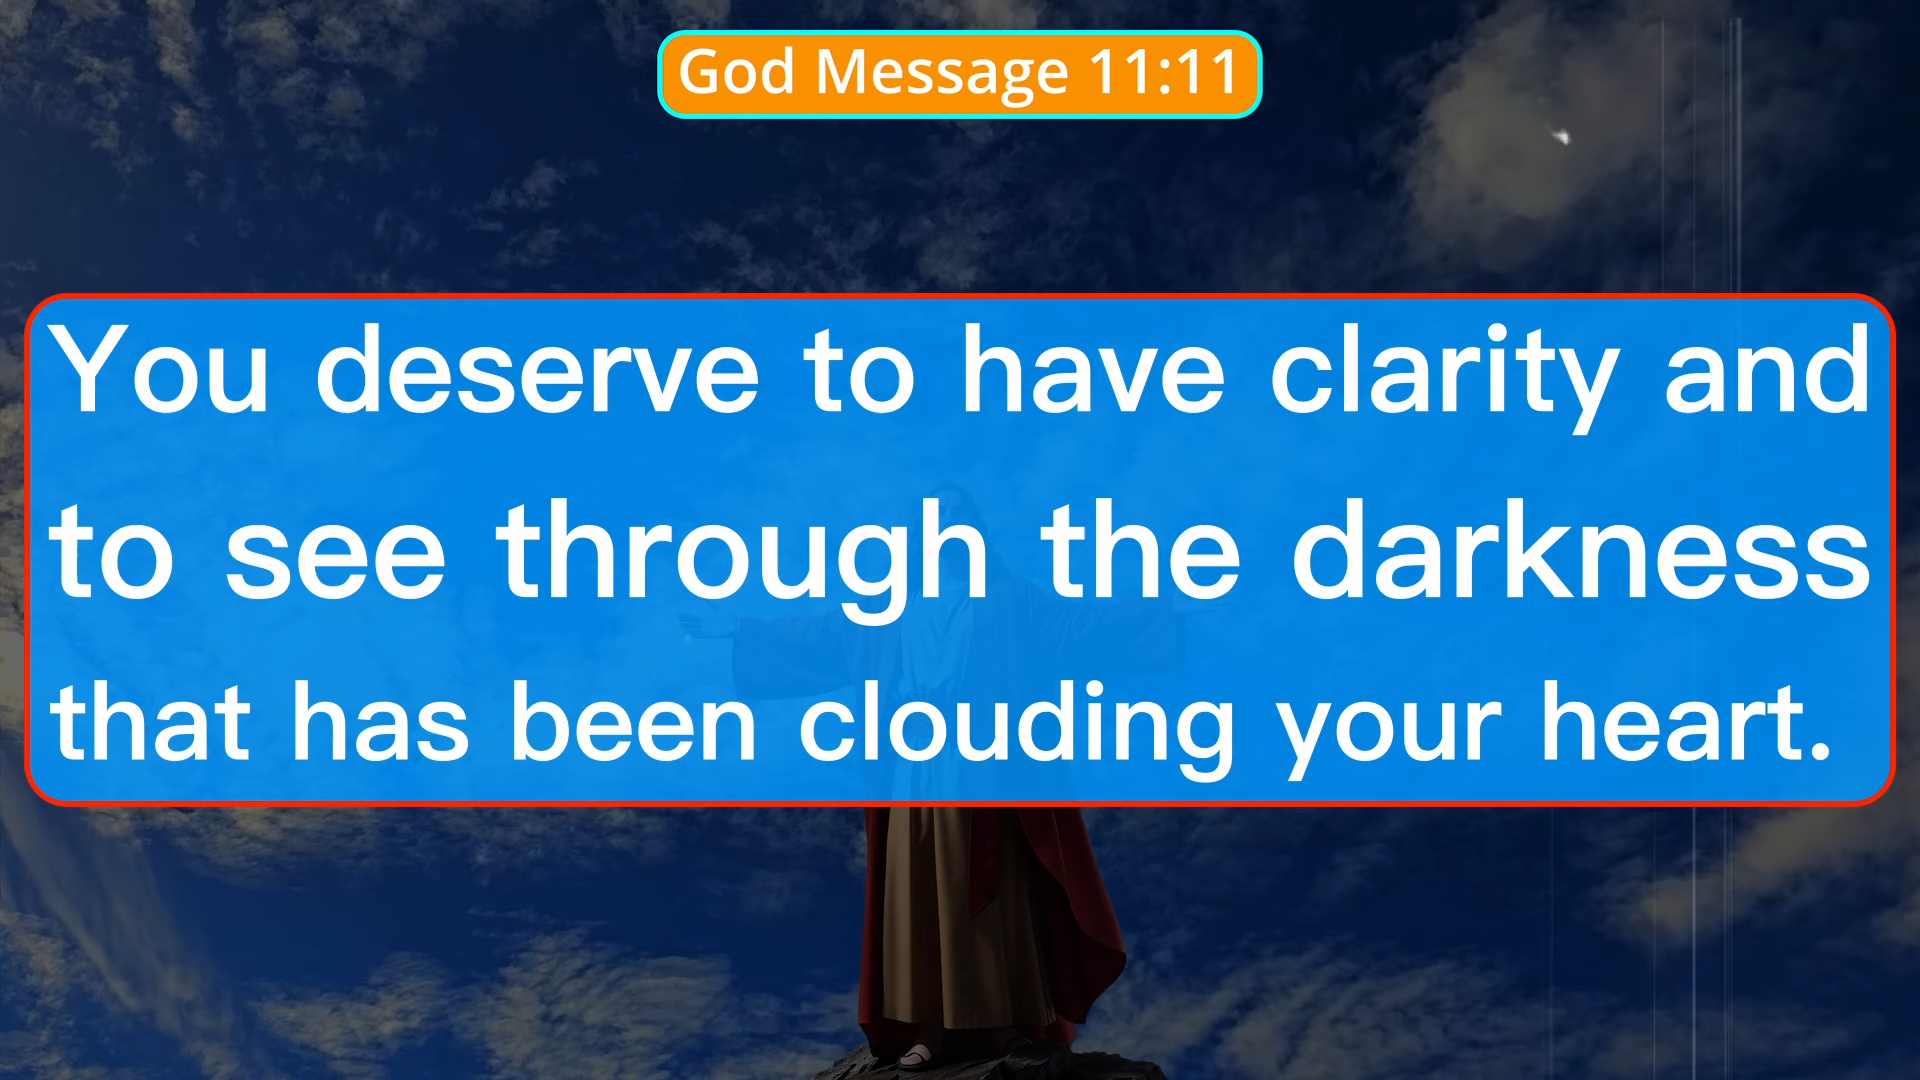 God Message 11:11
You deserve to have clarity and
to see through the darkness
that has been clouding your heart.